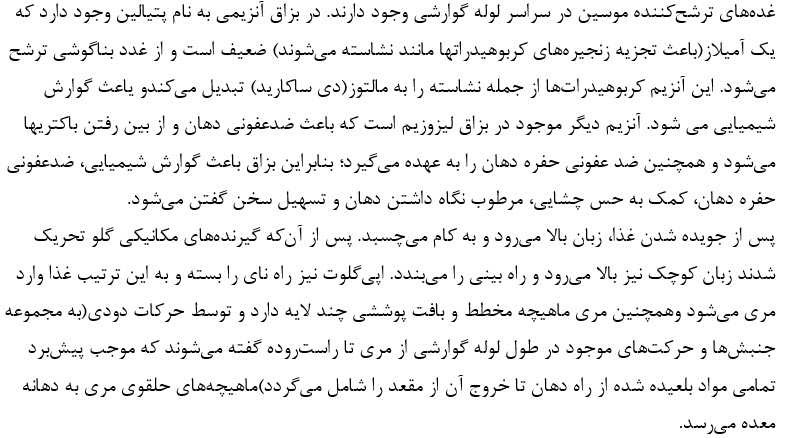 غده‌های ترشح‌کننده موسین در سراسر لوله گوارشی وجود دارند. در بزاق آنزیمی به نام پتیالین وجود دارد که
یک آمیلاز(باعث تجزیه زنجیره‌های کربوهیدراتها مانند نشاسته می‌شوند) ضعیف است و از غدد بناگوشی ترشح
می‌شود. این آنزیم کربوهیدرات‌ها از جمله نشاسته را به مالتوز(دی ساکارید) تبدیل می‌کندو یاعث گوارش
شیمیایی می شود. آنزیم دیگر موجود در بزاق لیزوزیم است که باعث ضدعفونی دهان و از بین رفتن باکتریها
می‌شود و همچنین ضد عفونی حفره دهان را به عهده می‌گیرد؛ بنابراین بزاق باعث گوارش شیمیایی، ضدعفونی
حفره دهان، کمک به حس چشایی، مرطوب نگاه داشتن دهان و تسهیل سخن گفتن می‌شود.
پس از جویده شدن غذا، زبان بالا می‌رود و به کام می‌چسبد. پس از آن‌که گیرنده‌های مکانیکی گلو تحریک
شدند زبان کوچک نیز بالا می‌رود و راه بینی را می‌بندد. اپی‌گلوت نیز راه نای را بسته و به این ترتیب غذا وارد
مری می‌شود وهمچنین مری ماهیچه مخطط و بافت پوششی چند لایه دارد و توسط حرکات دودی(به مجموعه
جنبش‌ها و حرکت‌های موجود در طول لوله گوارشی از مری تا راست‌روده گفته می‌شوند که موجب پیش‌برد
تمامی مواد بلعیده شده از راه دهان تا خروج آن از مقعد را شامل می‌گردد)ماهیچه‌های حلقوی مری به دهانه
معده می‌رسد.